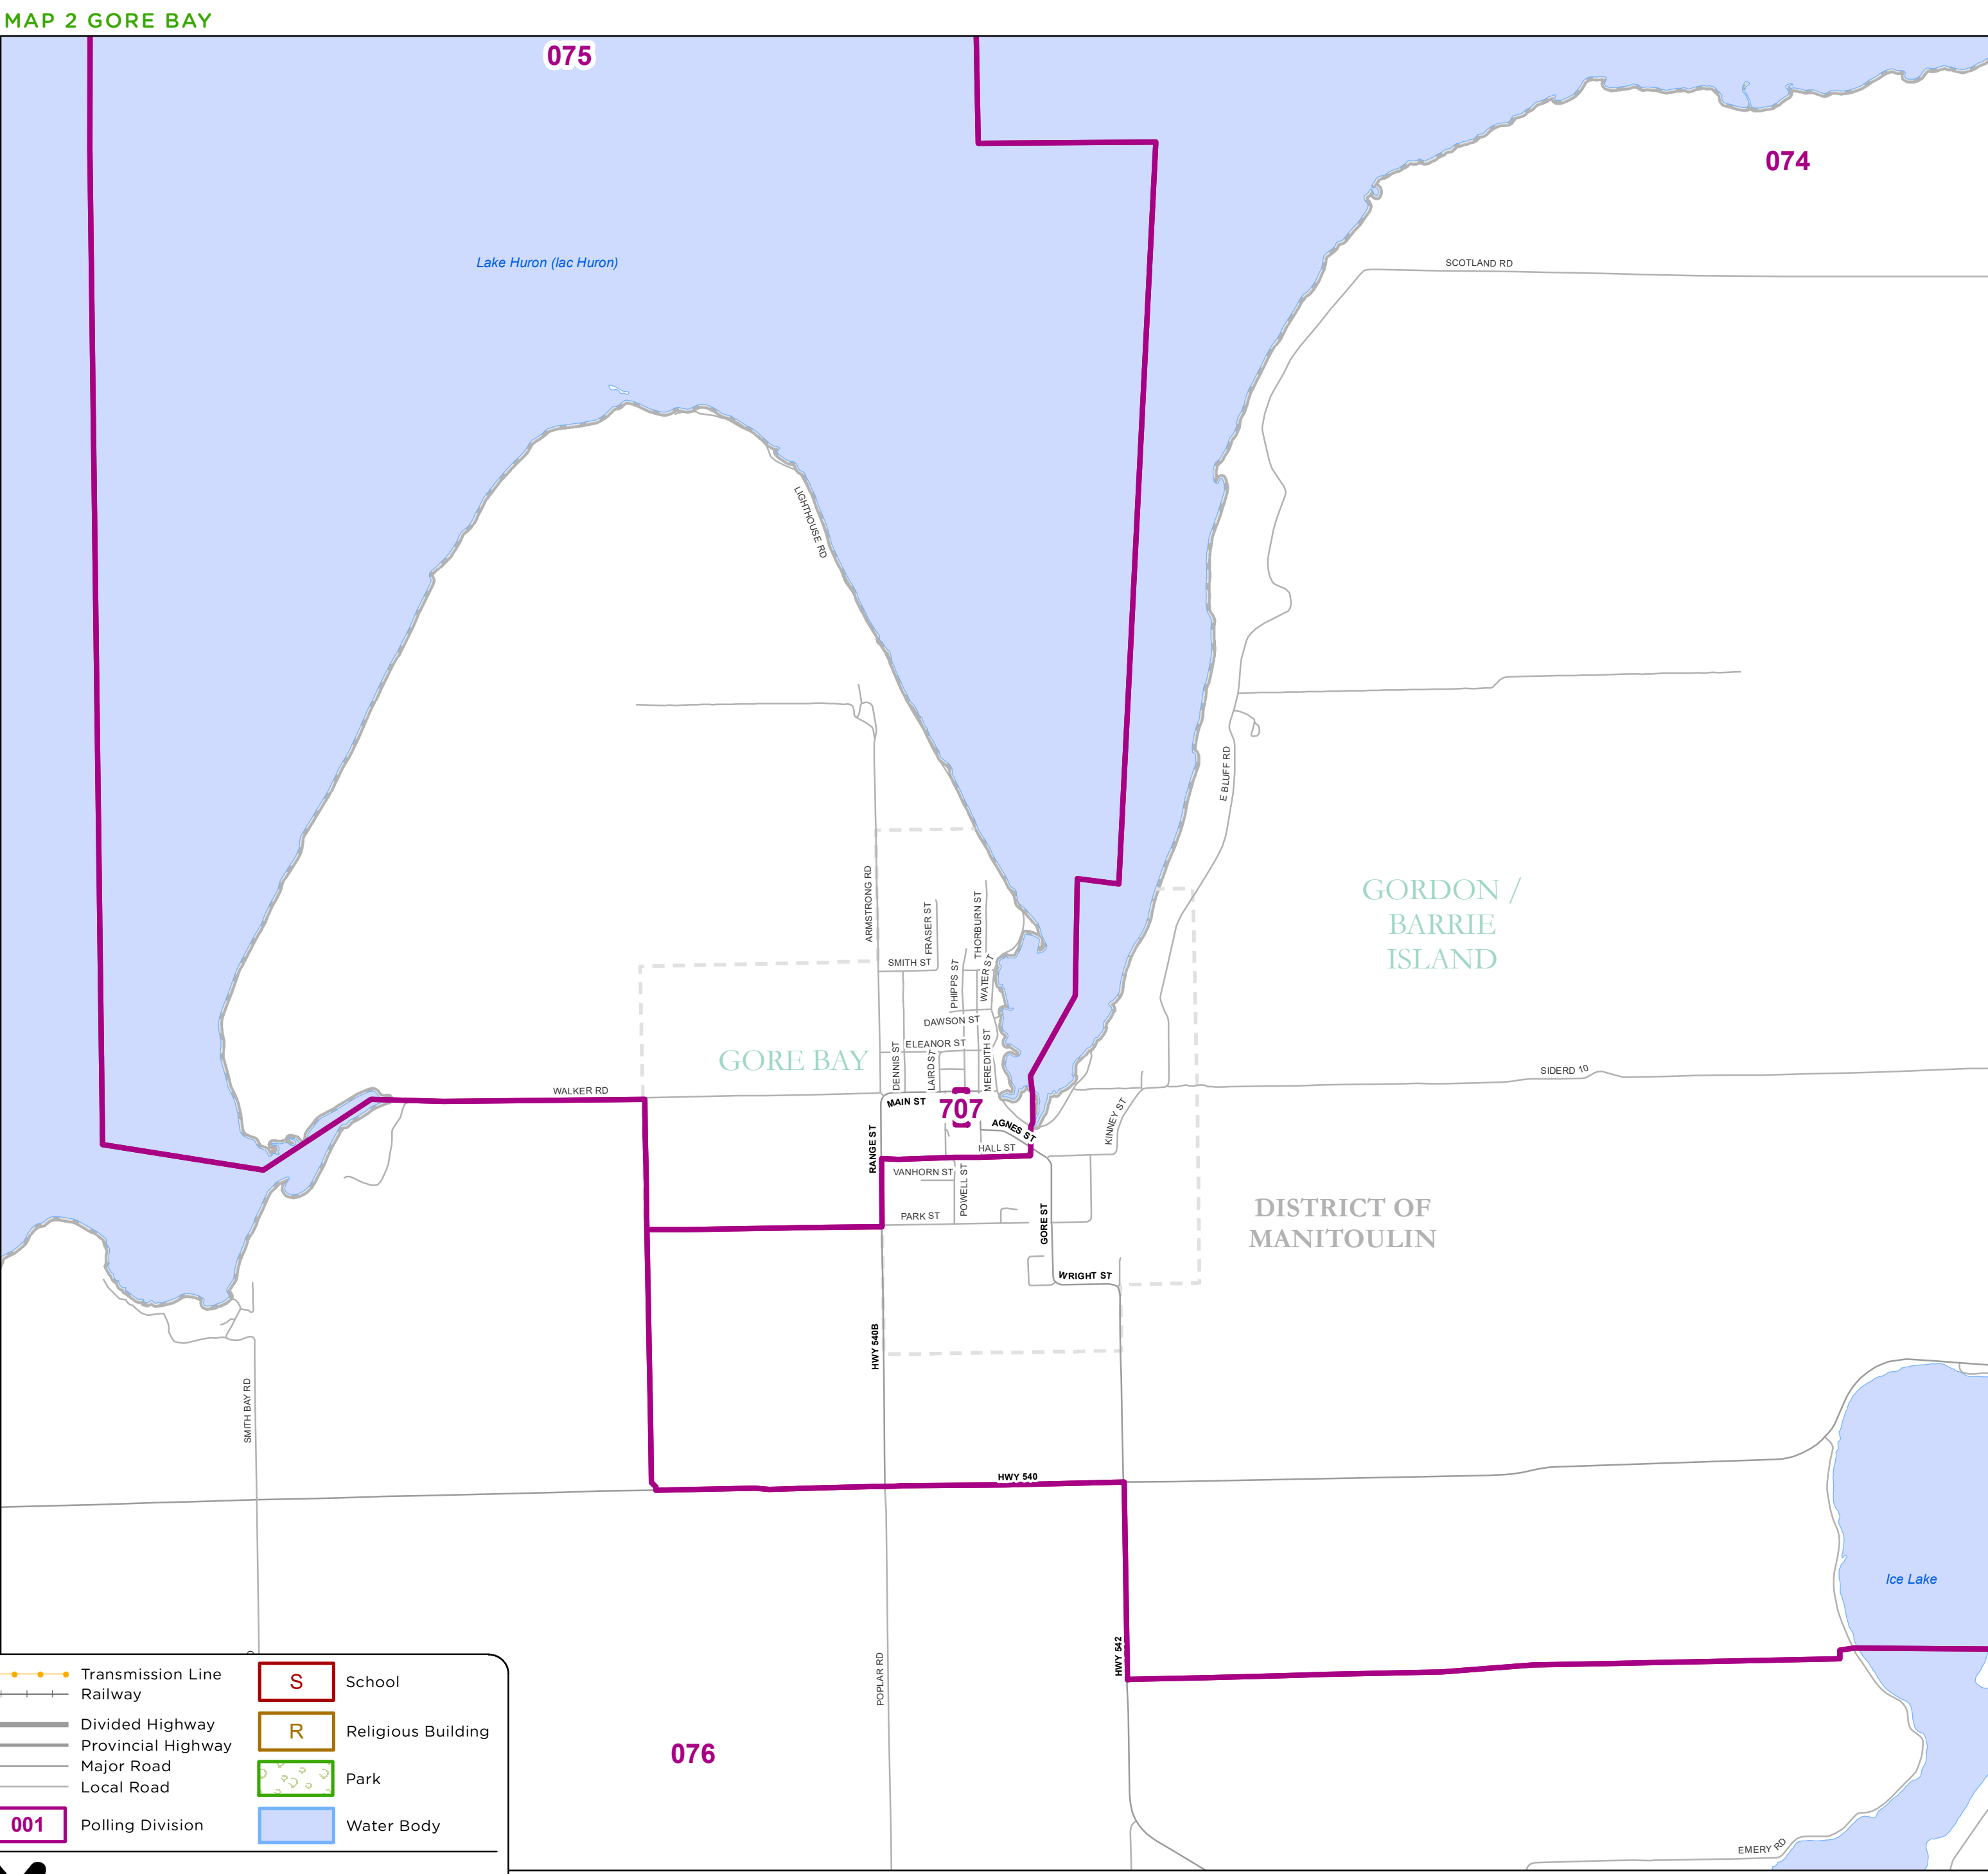 MAP 2 GORE BAY
075
074
Lake Huron (lac Huron)
SCOTLAND RD
LIGHTHOUSE RD
E BLUFF RD
ARMSTRONG RD
FRASER ST
THORBURN ST
GORDON /
BARRIE
ISLAND
SMITH ST
PHIPPS ST
WATER ST
DAWSON ST
ELEANOR ST
GORE BAY
DENNIS ST
LAIRD ST
MEREDITH ST
SIDERD 10
WALKER RD
MAIN ST
707
AGNES ST
KINNEY ST
RANGE ST
HALL ST
VANHORN ST
POWELL ST
PARK ST
GORE ST
DISTRICT OF
MANITOULIN
WRIGHT ST
HWY 540B
SMITH BAY RD
HWY 540
Ice Lake
HWY 542
POPLAR RD
076
EMERY RD
Transmission Line
Railway
Divided Highway
Provincial Highway
Major Road
Local Road
001
Polling Division
S
School
R
Religious Building
Park
Water Body